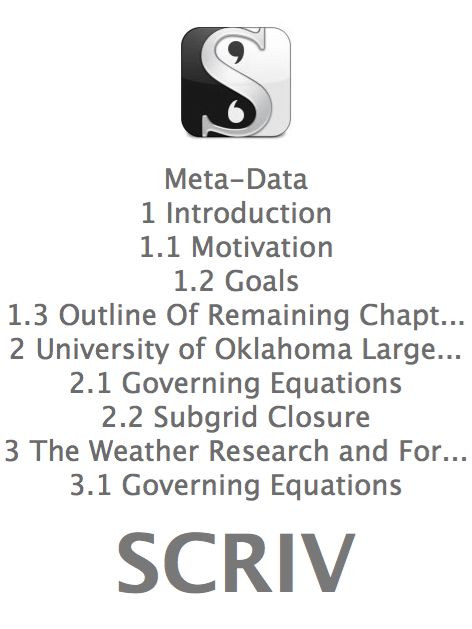 Meta-Data
1 Introduction
1.1 Motivation
1.2 Goals
1.3 Outline Of Remaining Chapt...
2 University of Oklahoma Large...
2.1 Governing Equations
2.2 Subgrid Closure
3 The Weather Research and For...
3.1 Governing Equations
SCRIV